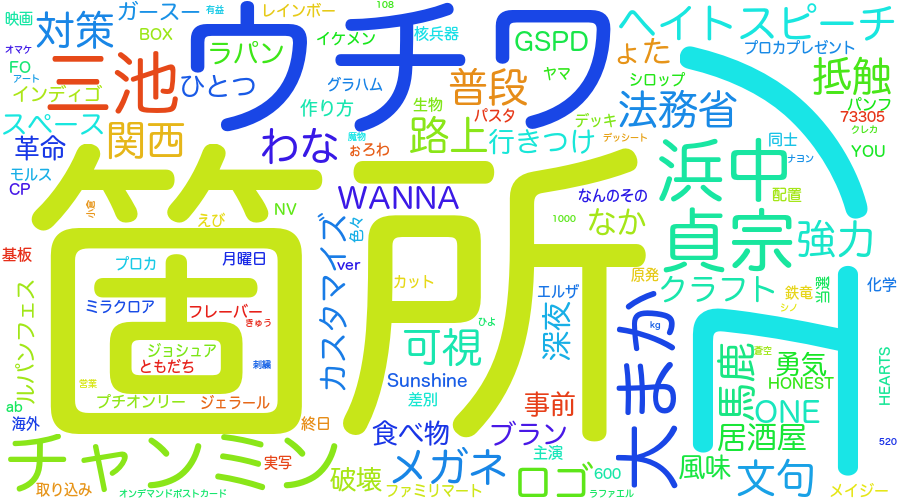 映画
ガースー
有益
レインボー
108
ヘイトスピーチ
オマケ
対策
BOX
ウチワ
イケメン
核兵器
GSPD
ょた
プロカプレゼント
FO
アート
三池
ラパン
ひとつ
グラハム
ヤマ
シロップ
抵触
インディゴ
作り方
生物
普段
パスタ
デッキ
法務省
パンフ
73305
スペース
関西
わな
魔物
ぉろわ
路上
行きつけ
デッシート
同士
クレカ
革命
YOU
モルス
CP
WANNA
なんのその
浜中
ナヨン
配置
小倉
えび
NV
カスタマイズ
色々
1000
なか
貞宗
強力
基板
箇所
プロカ
月曜日
ver
カット
原発
クラフト
鉄竜
化学
ミラクロア
フレーバー
きゅう
エルザ
シノ
ひよ
kg
深夜
大まか
ルパンフェス
ジョシュア
ともだち
刺繍
可視
馬鹿
勇気
HONEST
HEARTS
営業
Sunshine
プチオンリー
ジェラール
差別
事前
ONE
ab
海外
終日
食べ物
ブラン
居酒屋
520
チャンミン
実写
破壊
メガネ
主演
ロゴ
600
風味
文句
取り込み
オンデマンドポストカード
ファミリマート
ラファエル
メイジー